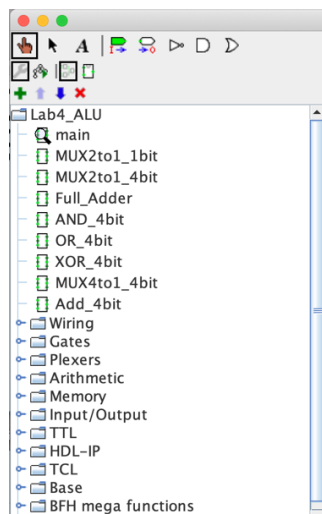 A
Lab4_ALU
main
MUX2to1_1bit
MUX2to1_4bit
Full_Adder
AND_4bit
OR_4bit
XOR_4bit
MUX4to1_4bit
Add_4bit
Wiring
Gates
Plexers
Arithmetic
Memory
Input/Output
TTL
HDL-IP
TCL
Base
BFH mega functions